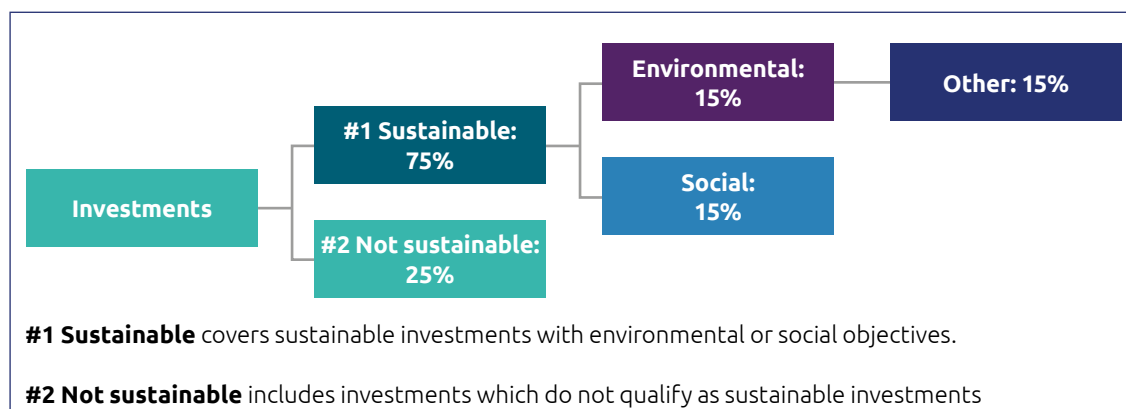 Investments
#1 Sustainable:
75%
#2 Not sustainable:
25%
Environmental:
15%
Social:
15%
Other: 15%
#1 Sustainable covers sustainable investments with environmental or social objectives.
#2 Not sustainable includes investments which do not qualify as sustainable investments